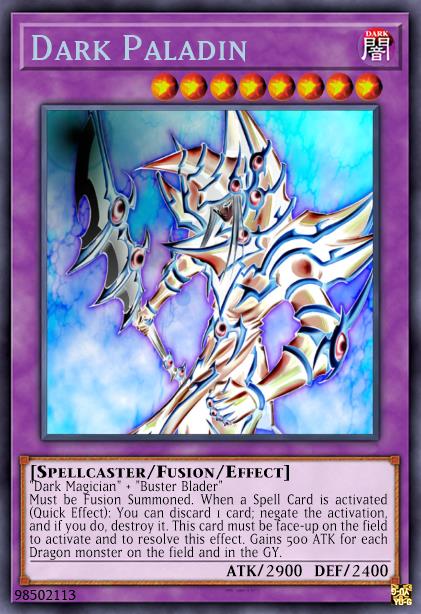 DARK PALADIN
DARK
闇
[SPELLCASTER/FUSION/EFFECT]
"Dark Magician" + "Buster Blader"
Must be Fusion Summoned. When a Spell Card is activated
(Quick Effect): You can discard 1 card; negate the activation,
and if you do, destroy it. This card must be face-up on the field
to activate and to resolve this effect. Gains 500 ATK for each
Dragon monster on the field and in the GY.
ATK/2900 DEF/2400
98502113